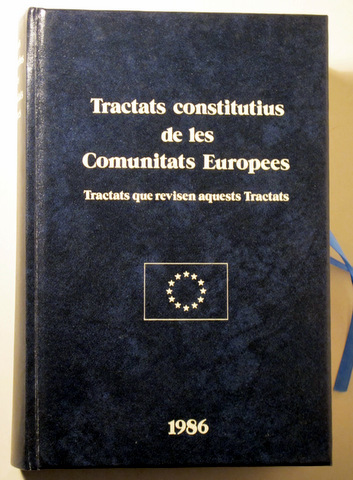 Tractats constitutius
de les
Comunitats Europees
Tractats que revisen aquests Tractats
1986